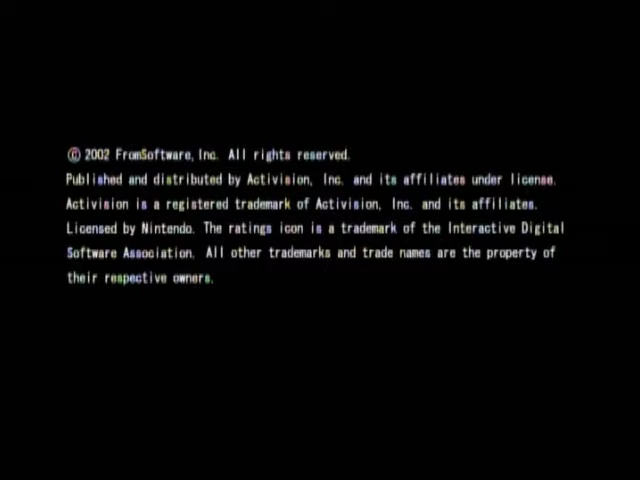 © 2002 FromSoftware, Inc. All rights reserved.
Published and distributed by Activision, Inc. and its affiliates under license.
Activision is a registered trademark of Activision, Inc. and its affiliates.
Licensed by Nintendo. The ratings icon is a trademark of the Interactive Digital
Software Association. All other trademarks and trade names are the property of
their respective owners.